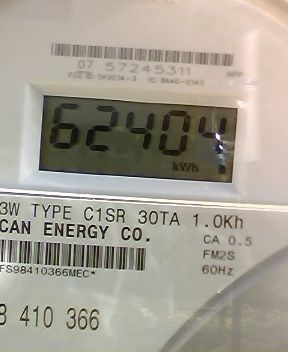 07 57245311
62404
kWh
3W TYPE C1SR 30TA 1.0Kh
CAN ENERGY CO.
CA 0.5
FM2S
60Hz
FS98410366MEC*
8 410 366